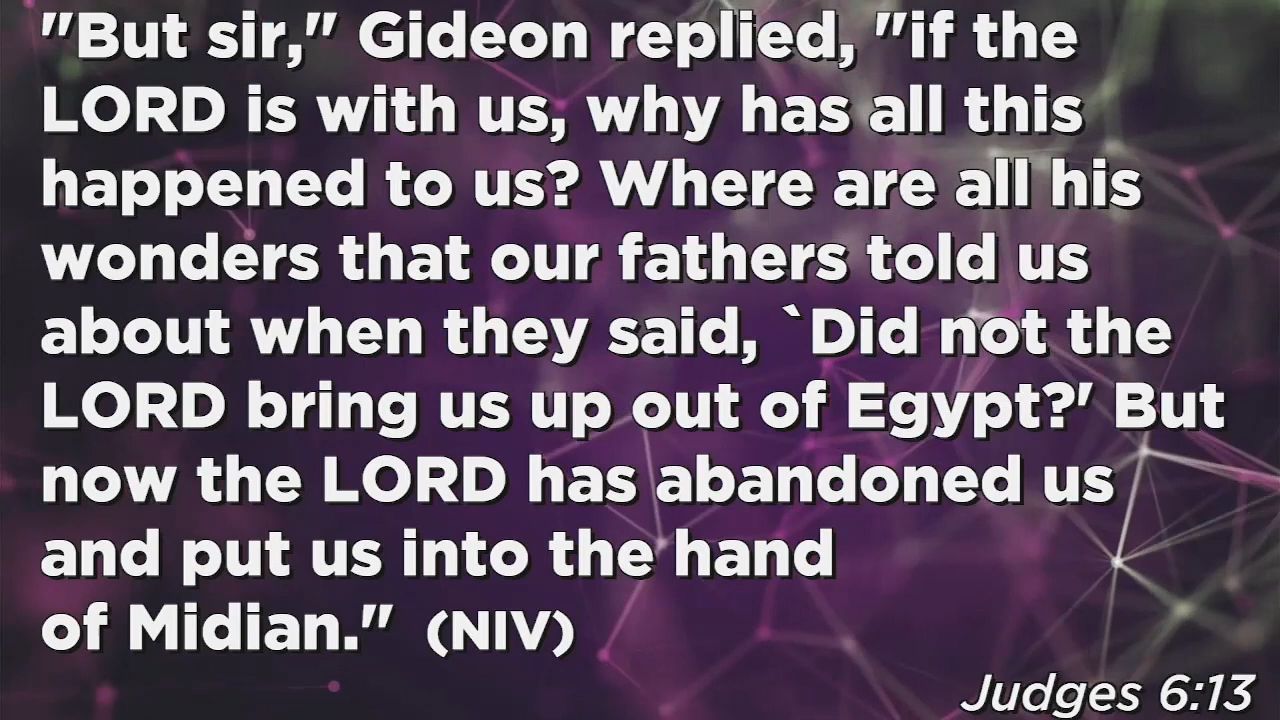 "But sir," Gideon replied, "if the
LORD is with us, why has all this
happened to us? Where are all his
wonders that our fathers told us
about when they said, `Did not the
LORD bring us up out of Egypt?' But
now the LORD has abandoned us
and put us into the hand
of Midian." (NIV)
Judges 6:13